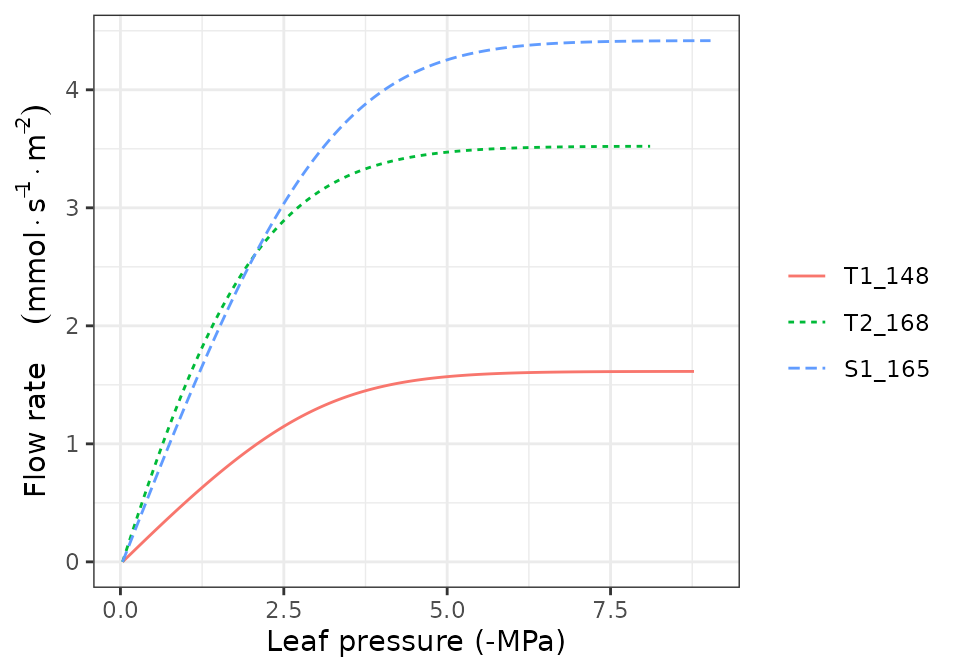 Flow rate (mmol·s⁻¹·m⁻²)
4
3
2
1
0
0.0 2.5 5.0 7.5
Leaf pressure (-MPa)
T1_148
T2_168
S1_165